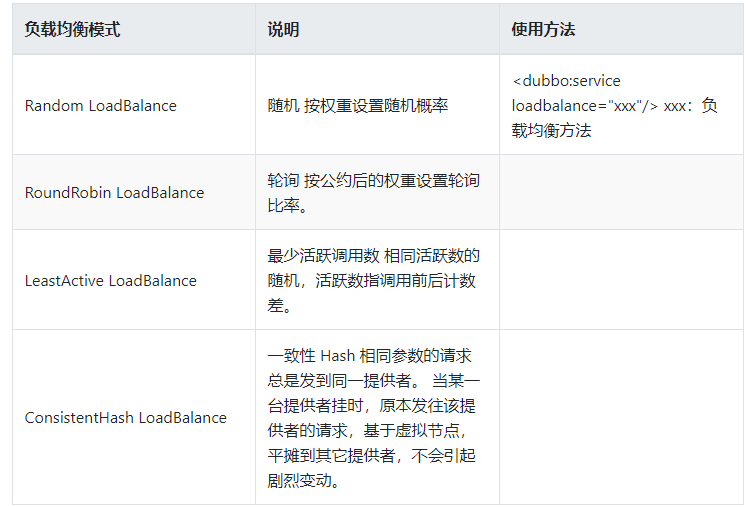 负载均衡模式
说明
使用方法
Random LoadBalance
随机 按权重设置随机概率
<dubbo:service
loadbalance="xxx"/> xxx：负
载均衡方法
RoundRobin LoadBalance
轮询 按公约后的权重设置轮询
比率。
LeastActive LoadBalance
最少活跃调用数 相同活跃数的
随机，活跃数指调用前后计数
差。
ConsistentHash LoadBalance
一致性 Hash 相同参数的请求
总是发到同一提供者。 当某一
台提供者挂时，原本发往该提
供者的请求，基于虚拟节点，
平摊到其它提供者，不会引起
剧烈变动。